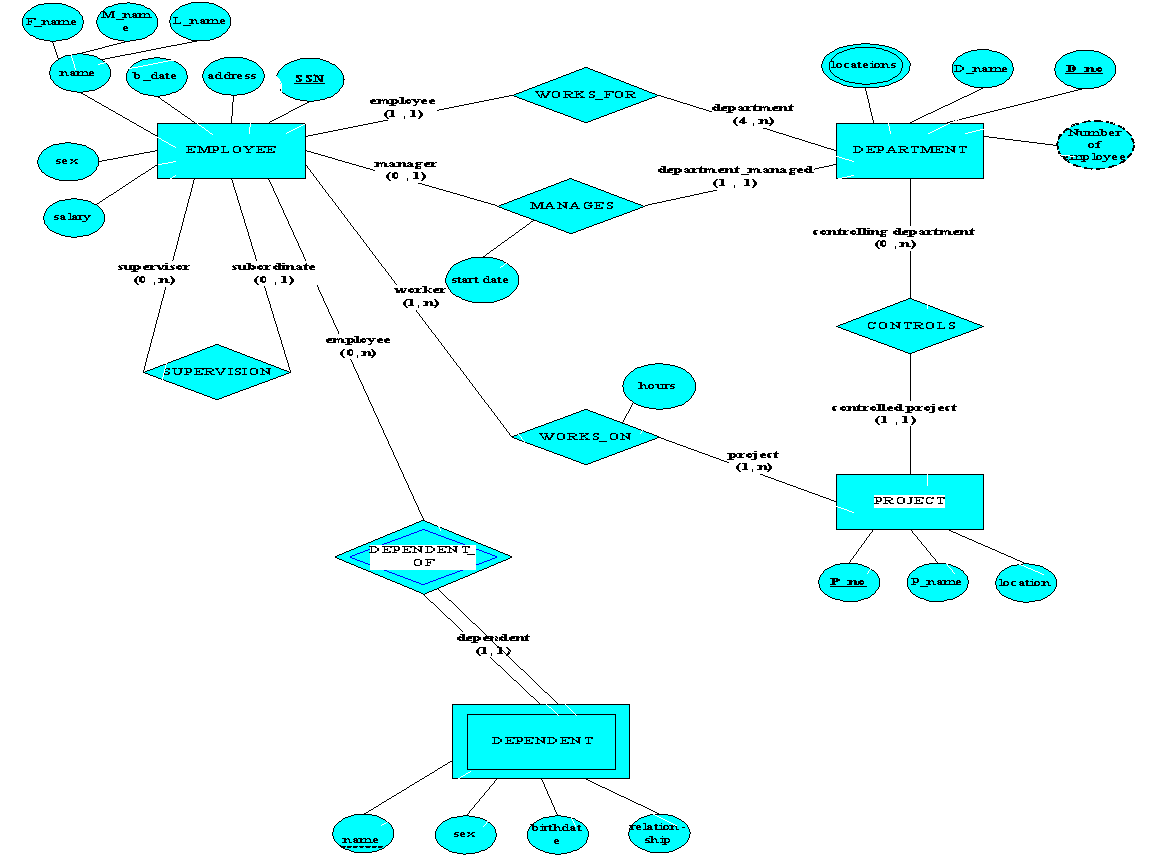 F_name
M_nam
e
L_name
name
b_date
address
SSN
locateions
D_name
D_no
employee
(1 ,1)
WORKS_FOR
department
(4 ,n)
Number
of
employee
EMPLOYEE
DEPARTMENT
sex
manager
(0 ,1)
department_managed
(1 , 1)
salary
MANAGES
controlling department
(0 ,n)
supervisor
(0 ,n)
subordinate
(0 ,1)
start date
worker
(1,n)
CONTROLS
employee
(0,n)
SUPERVISION
hours
controlled project
(1 ,1)
WORKS_ON
project
(1,n)
PROJECT
DEPENDENT_
OF
P_no
P_name
location
dependent
(1,1)
DEPENDENT
name
sex
birthdat
e
relation-
ship